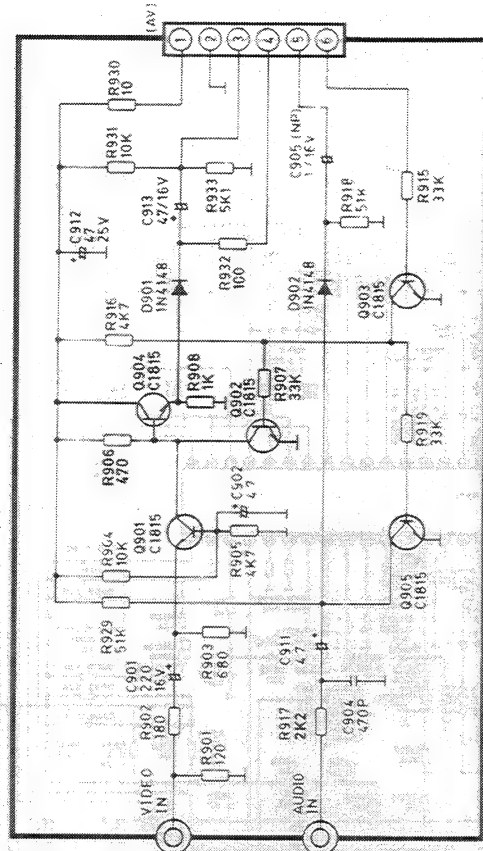 (AV)
1
2
3
4
5
6
R930
10
R931
10K
C912
47
25V
C913
47/16V
R933
5K1
R932
100
C905 (NP)
1/16V
R918
51K
R915
33K
R916
4K7
D901
1N4148
D902
1N4148
Q903
C1815
Q904
C1815
R908
1K
Q902
C1815
R907
33K
R906
470
R919
33K
C902
47
Q901
C1815
R904
10K
R905
4K7
R929
51K
Q905
C1815
C901
220
16V
R903
680
C911
47
R902
180
R917
2K2
C904
470P
R901
120
VIDEO
IN
AUDIO
IN